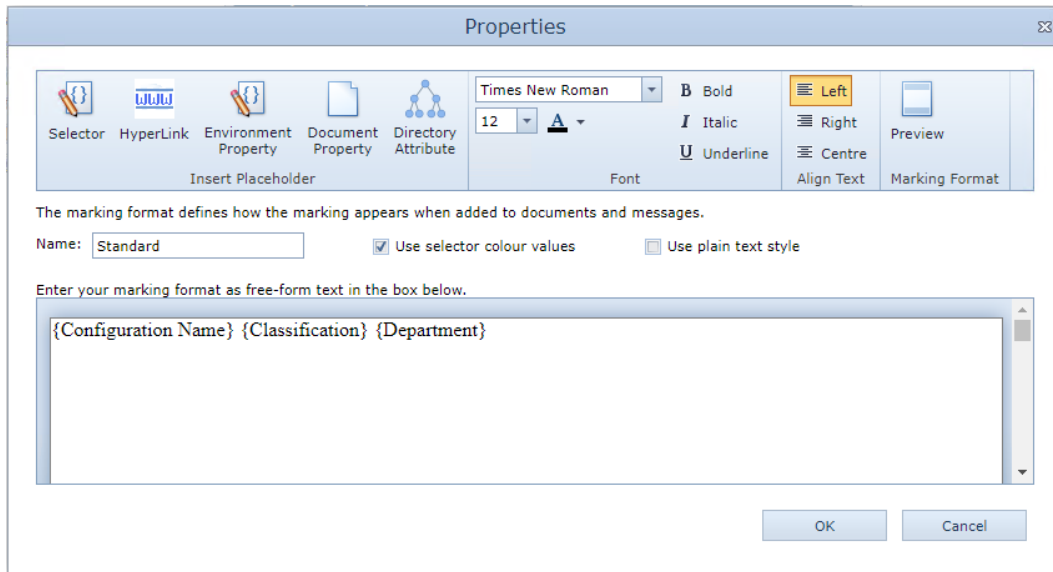 Properties
Selector
HyperLink
Environment Property
Document Property
Directory Attribute
Insert Placeholder
Times New Roman
12
A
B Bold
I Italic
U Underline
Font
Left
Right
Centre
Align Text
Preview
Marking Format
The marking format defines how the marking appears when added to documents and messages.
Name: Standard
Use selector colour values
Use plain text style
Enter your marking format as free-form text in the box below.
{Configuration Name} {Classification} {Department}
OK
Cancel